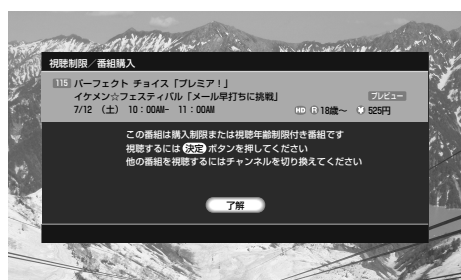 視聴制限／番組購入
115 パーフェクト チョイス「プレミア！」
イケメン☆フェスティバル「メール早打ちに挑戦」 プレビュー
7/12 （土） 10：00AM- 11：00AM HD R 18歳〜 ¥ 525円
この番組は購入制限または視聴年齢制限付き番組です
視聴するには 決定 ボタンを押してください
他の番組を視聴するにはチャンネルを切り換えてください
了解